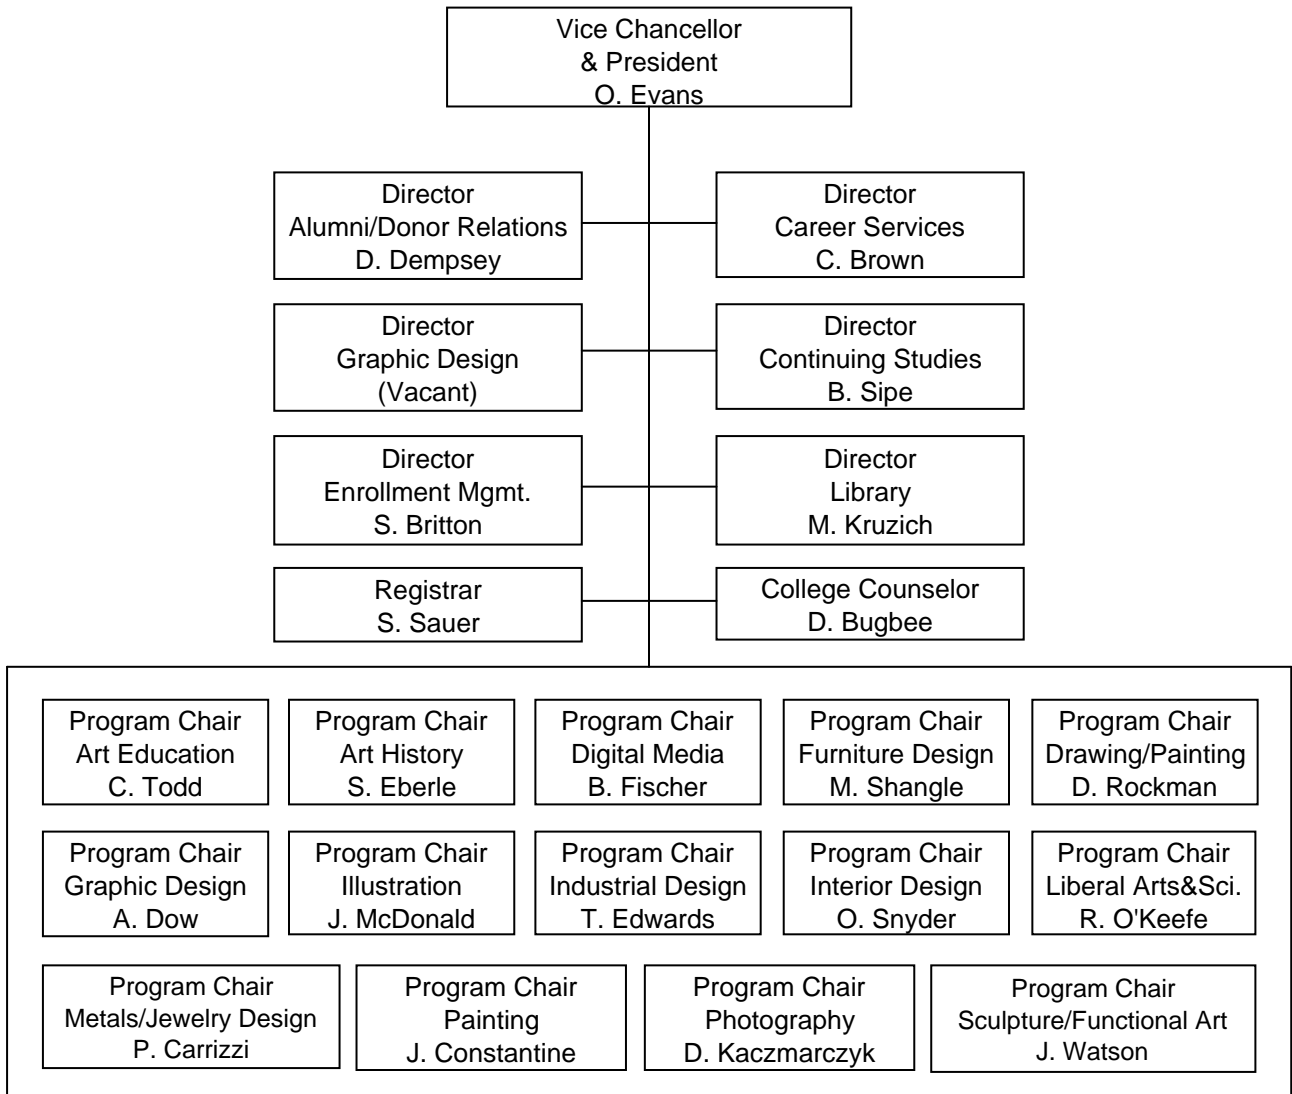 Vice Chancellor
& President
O. Evans
Director
Alumni/Donor Relations
D. Dempsey
Director
Career Services
C. Brown
Director
Graphic Design
(Vacant)
Director
Continuing Studies
B. Sipe
Director
Enrollment Mgmt.
S. Britton
Director
Library
M. Kruzich
Registrar
S. Sauer
College Counselor
D. Bugbee
Program Chair
Art Education
C. Todd
Program Chair
Art History
S. Eberle
Program Chair
Digital Media
B. Fischer
Program Chair
Furniture Design
M. Shangle
Program Chair
Drawing/Painting
D. Rockman
Program Chair
Graphic Design
A. Dow
Program Chair
Illustration
J. McDonald
Program Chair
Industrial Design
T. Edwards
Program Chair
Interior Design
O. Snyder
Program Chair
Liberal Arts&Sci.
R. O'Keefe
Program Chair
Metals/Jewelry Design
P. Carrizzi
Program Chair
Painting
J. Constantine
Program Chair
Photography
D. Kaczmarczyk
Program Chair
Sculpture/Functional Art
J. Watson